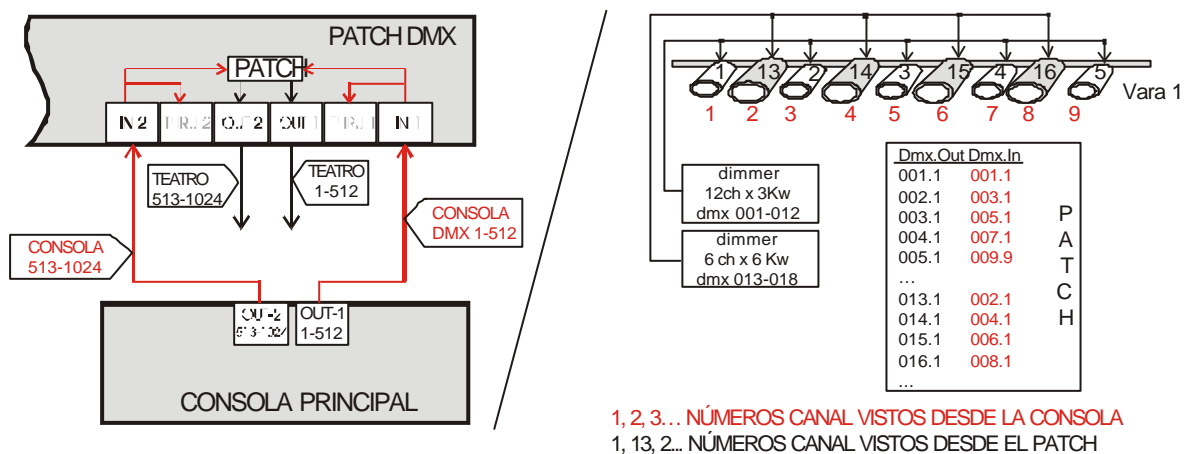 PATCH DMX
PATCH
IN 2
OUT 2
OUT 1
IN 1
TEATRO
513-1024
TEATRO
1-512
CONSOLA
513-1024
CONSOLA
DMX 1-512
OUT-2
513-1024
OUT-1
1-512
CONSOLA PRINCIPAL
1 13 2 14 3 15 4 16 5
Vara 1
1 2 3 4 5 6 7 8 9
dimmer
12ch x 3Kw
dmx 001-012
dimmer
6 ch x 6 Kw
dmx 013-018
Dmx.Out Dmx.In
001.1 001.1
002.1 003.1
003.1 005.1
004.1 007.1
005.1 009.9
...
013.1 002.1
014.1 004.1
015.1 006.1
016.1 008.1
...
PATCH
1, 2, 3... NÚMEROS CANAL VISTOS DESDE LA CONSOLA
1, 13, 2... NÚMEROS CANAL VISTOS DESDE EL PATCH